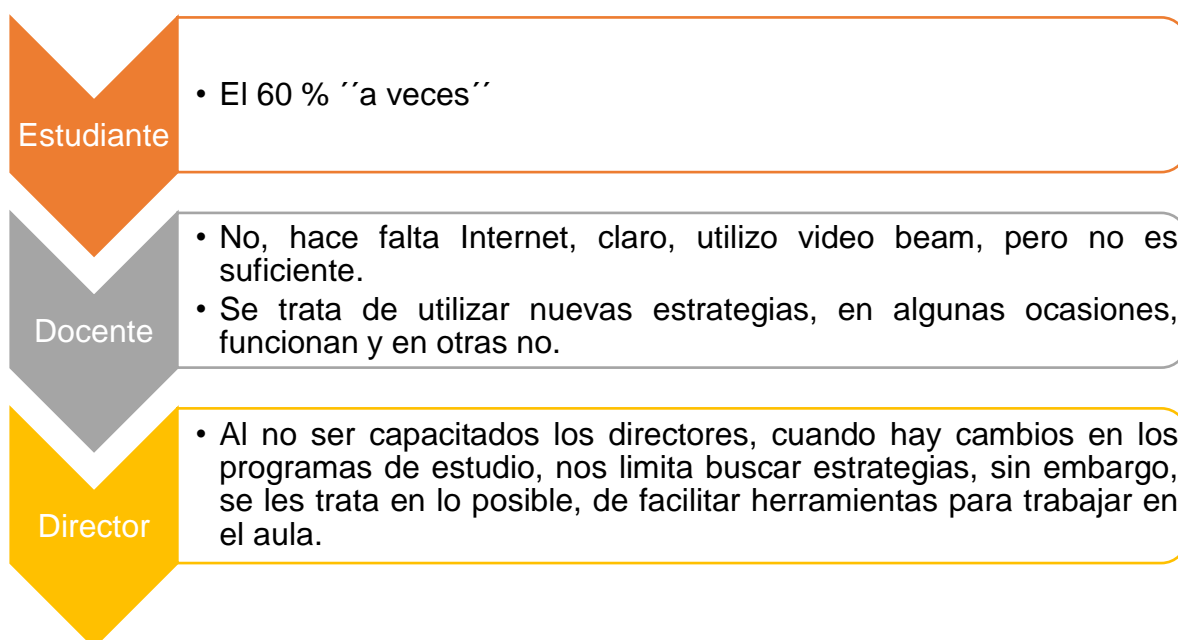 Estudiante
• El 60 % ´´a veces´´
Docente
• No, hace falta Internet, claro, utilizo video beam, pero no es
suficiente.
• Se trata de utilizar nuevas estrategias, en algunas ocasiones,
funcionan y en otras no.
Director
• Al no ser capacitados los directores, cuando hay cambios en los
programas de estudio, nos limita buscar estrategias, sin embargo,
se les trata en lo posible, de facilitar herramientas para trabajar en
el aula.